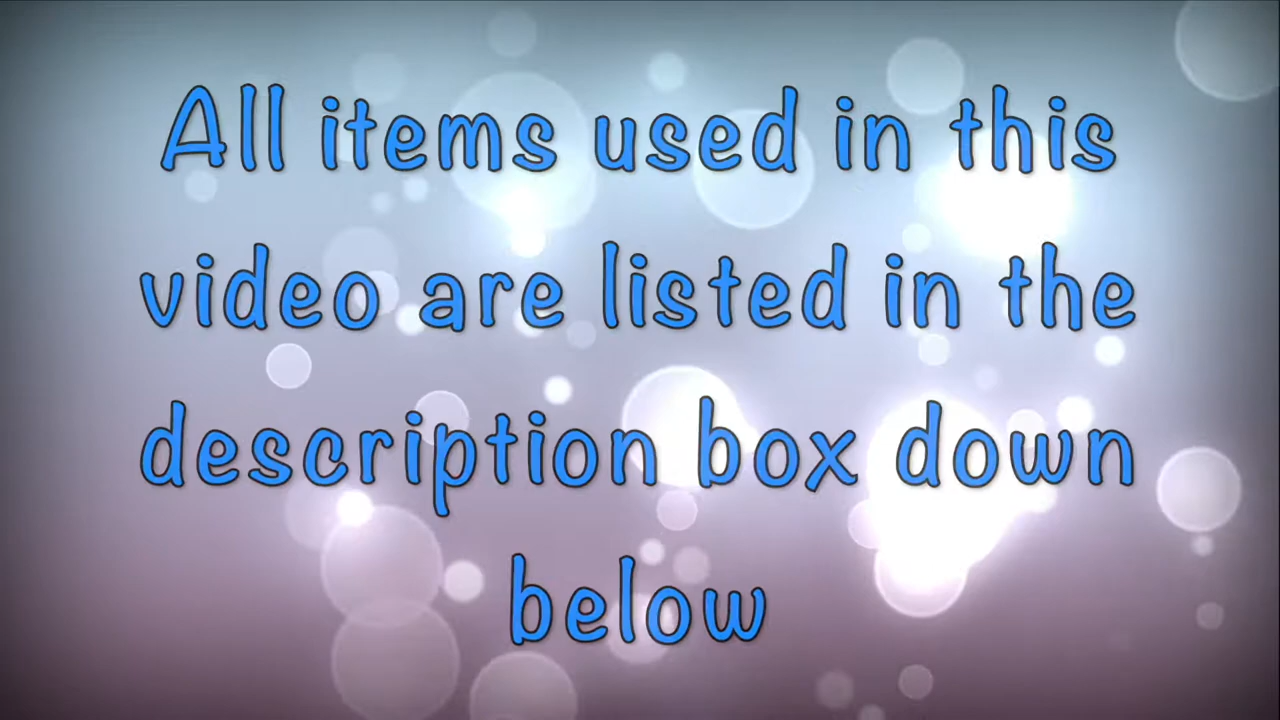 All items used in this
video are listed in the
description box down
below